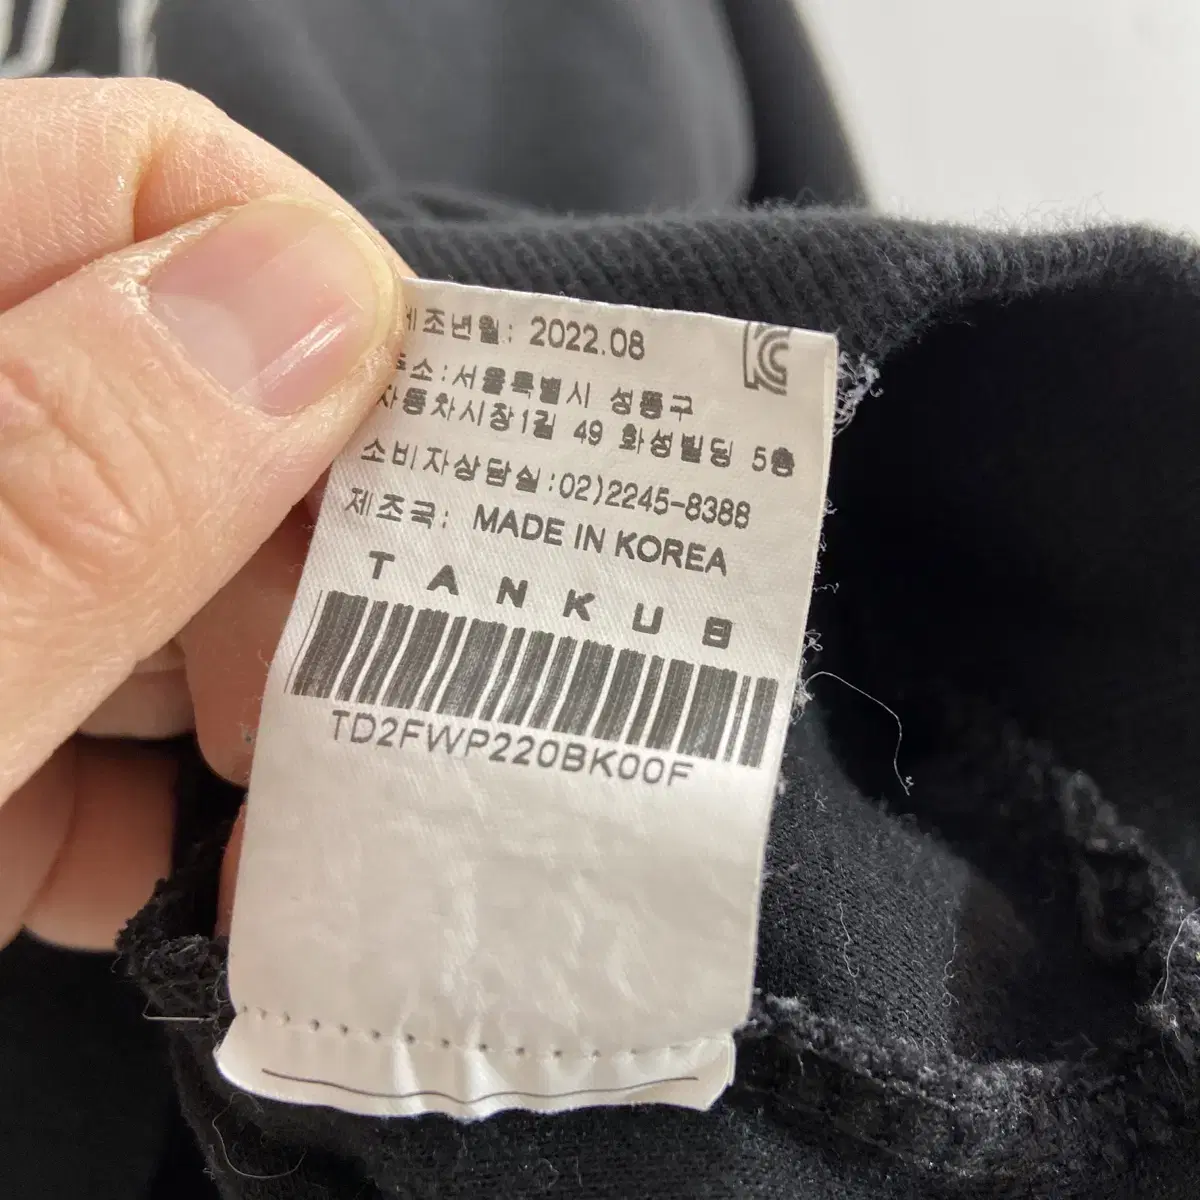 제조년월: 2022.08
주소:서울특별시 성동구
자동차시장1길 49 화성빌딩 5층
소비자상담실:02)2245-8388
제조국: MADE IN KOREA
TANKUB
TD2FWP220BK00F